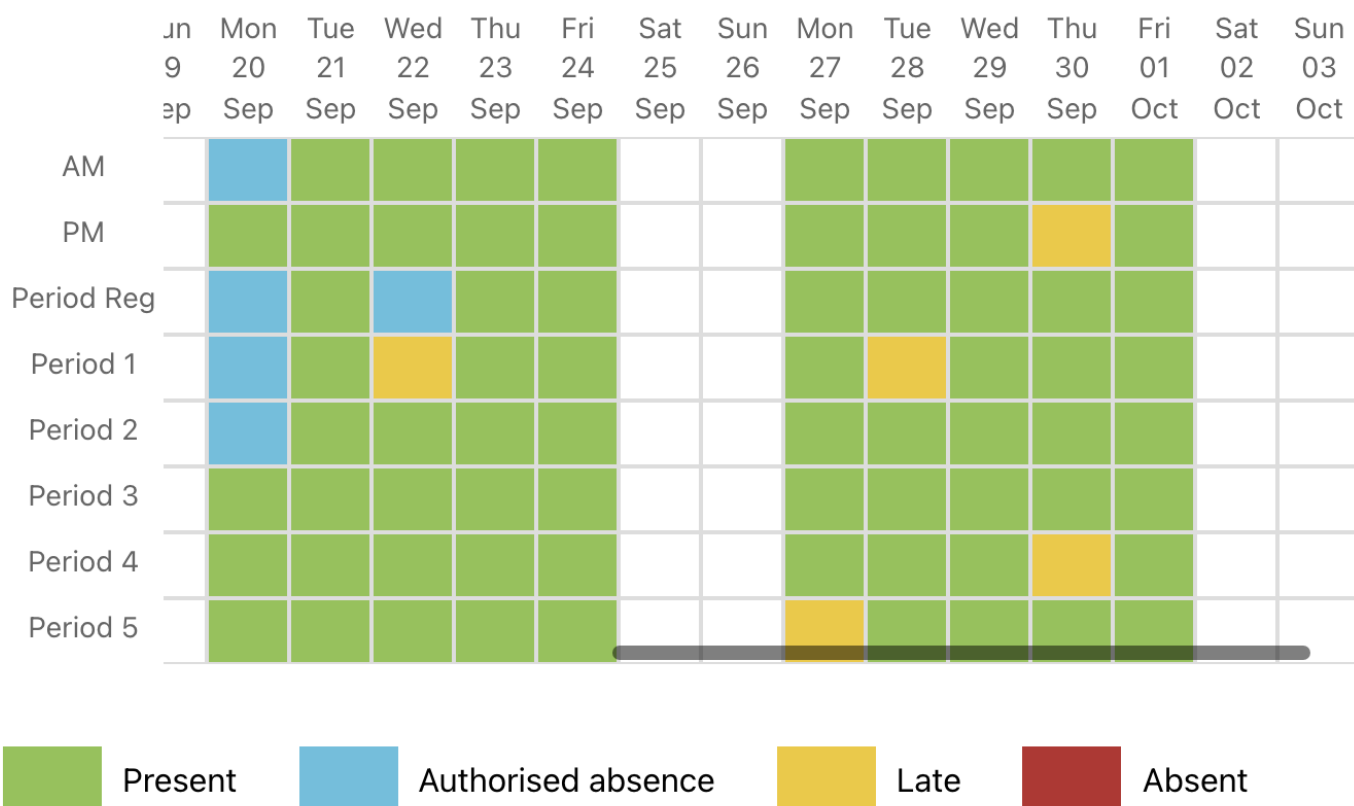 un Mon Tue Wed Thu Fri Sat Sun Mon Tue Wed Thu Fri Sat Sun
9 20 21 22 23 24 25 26 27 28 29 30 01 02 03
ep Sep Sep Sep Sep Sep Sep Sep Sep Sep Sep Sep Oct Oct Oct
AM
PM
Period Reg
Period 1
Period 2
Period 3
Period 4
Period 5
Present Authorised absence Late Absent